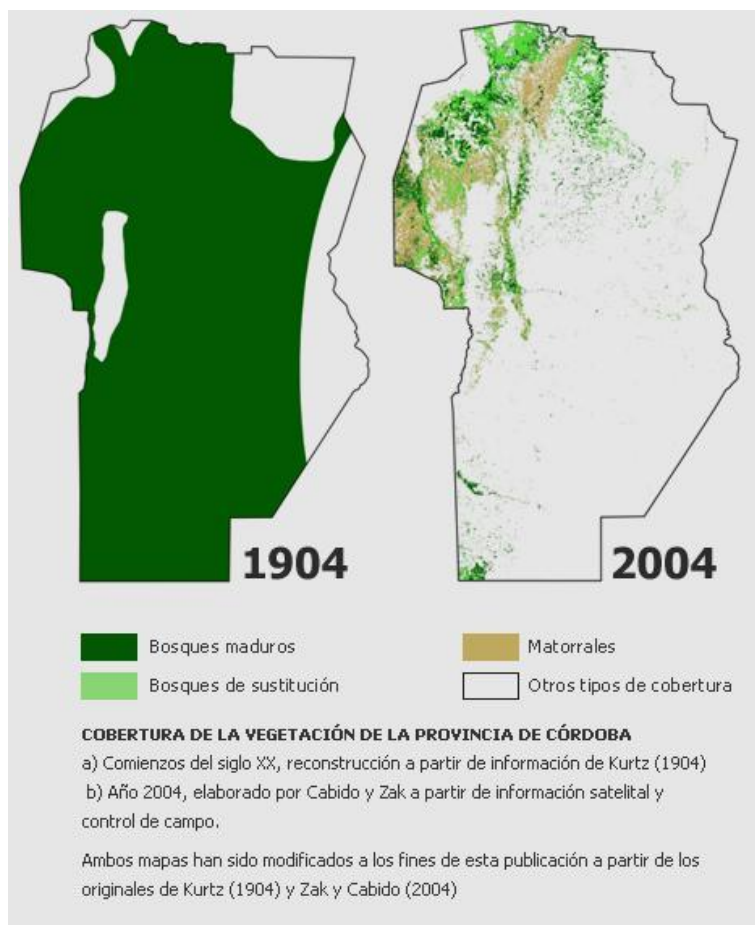 1904
2004
Bosques maduros
Matorrales
Bosques de sustitución
Otros tipos de cobertura
COBERTURA DE LA VEGETACIÓN DE LA PROVINCIA DE CÓRDOBA
a) Comienzos del siglo XX, reconstrucción a partir de información de Kurtz (1904)
b) Año 2004, elaborado por Cabido y Zak a partir de información satelital y
control de campo.
Ambos mapas han sido modificados a los fines de esta publicación a partir de los
originales de Kurtz (1904) y Zak y Cabido (2004)